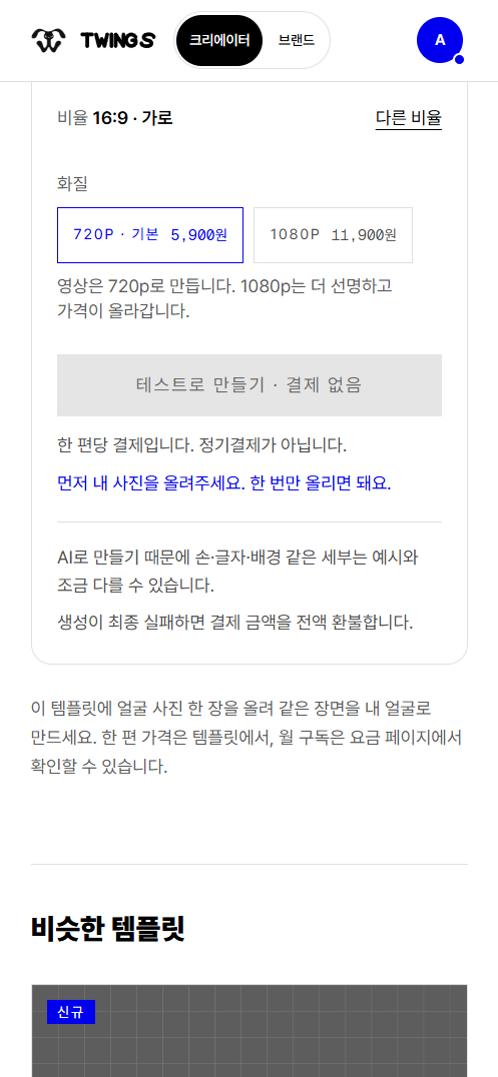 TWINGS
크리에이터
브랜드
A
비율 16:9 · 가로
다른 비율
화질
720P · 기본 5,900원
1080P 11,900원
영상은 720p로 만듭니다. 1080p는 더 선명하고
가격이 올라갑니다.
테스트로 만들기 · 결제 없음
한 편당 결제입니다. 정기결제가 아닙니다.
먼저 내 사진을 올려주세요. 한 번만 올리면 돼요.
AI로 만들기 때문에 손·글자·배경 같은 세부는 예시와
조금 다를 수 있습니다.
생성이 최종 실패하면 결제 금액을 전액 환불합니다.
이 템플릿에 얼굴 사진 한 장을 올려 같은 장면을 내 얼굴로
만드세요. 한 편 가격은 템플릿에서, 월 구독은 요금 페이지에서
확인할 수 있습니다.
비슷한 템플릿
신규